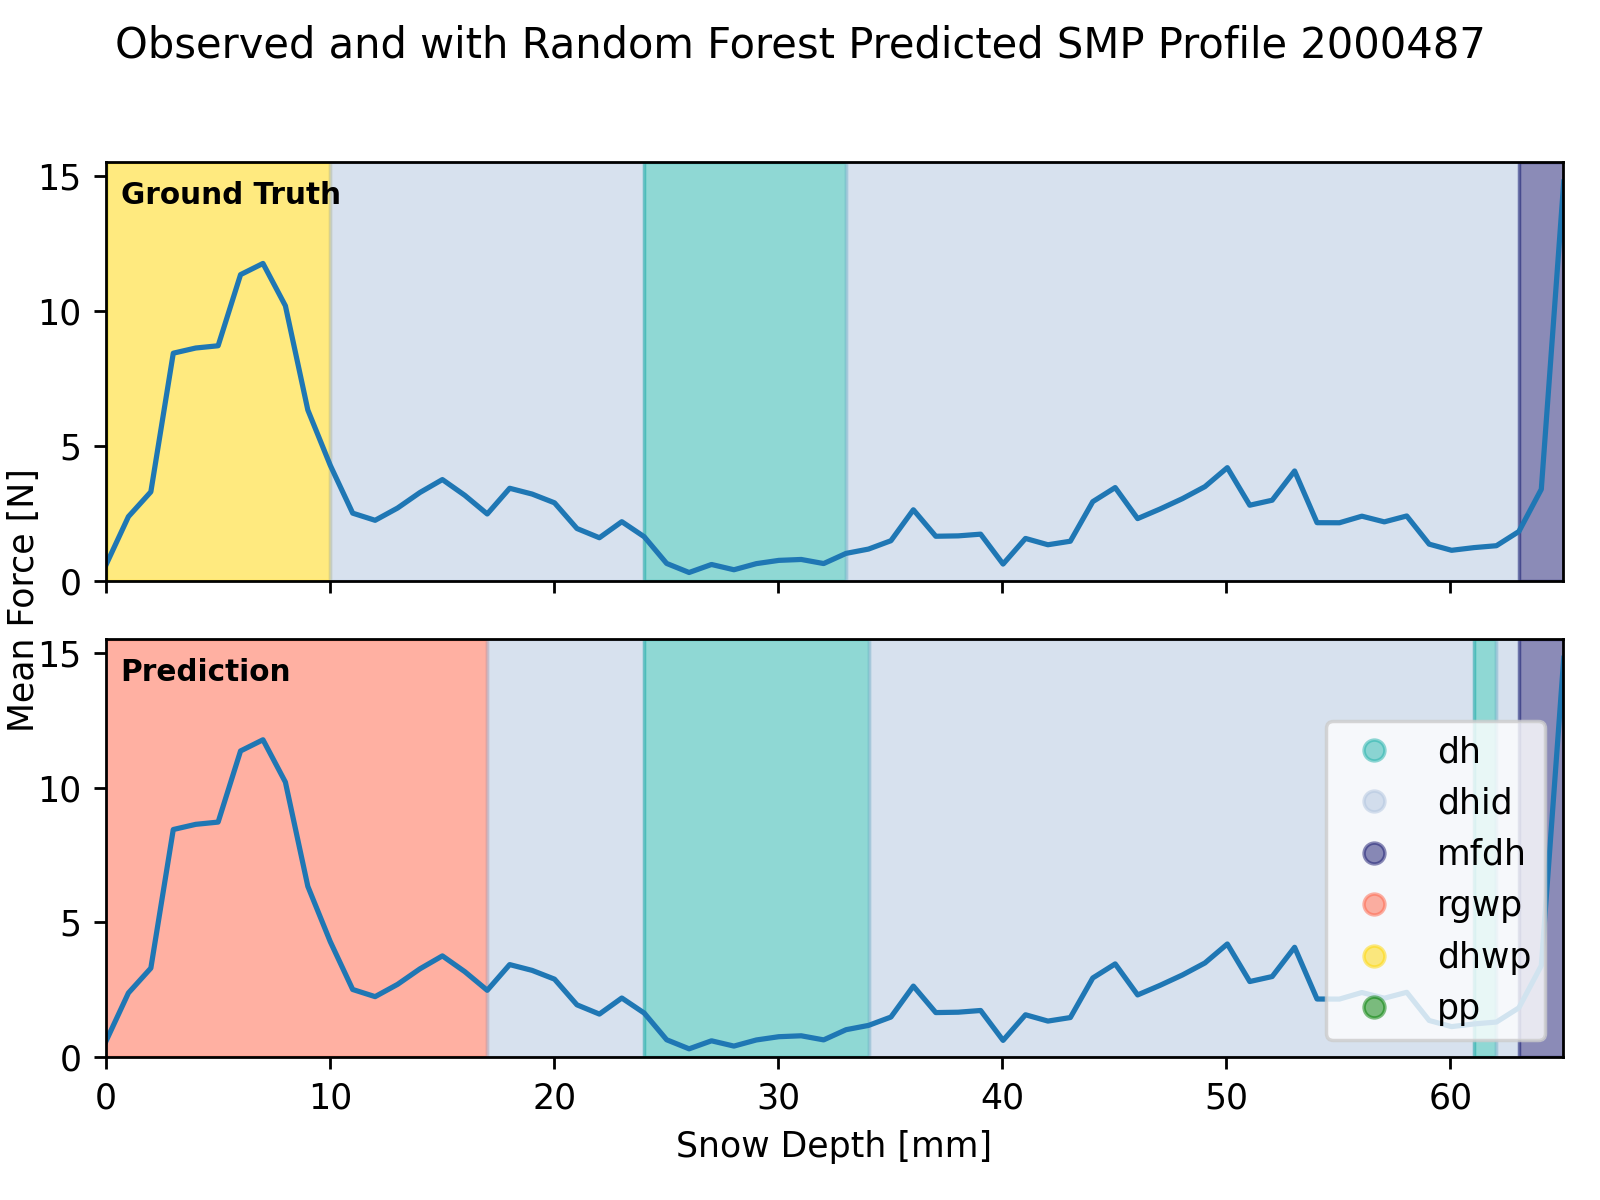 Observed and with Random Forest Predicted SMP Profile 2000487
Mean Force [N]
15
10
5
0
Ground Truth
15
10
5
0
Prediction
dh
dhid
mfdh
rgwp
dhwp
pp
0 10 20 30 40 50 60
Snow Depth [mm]